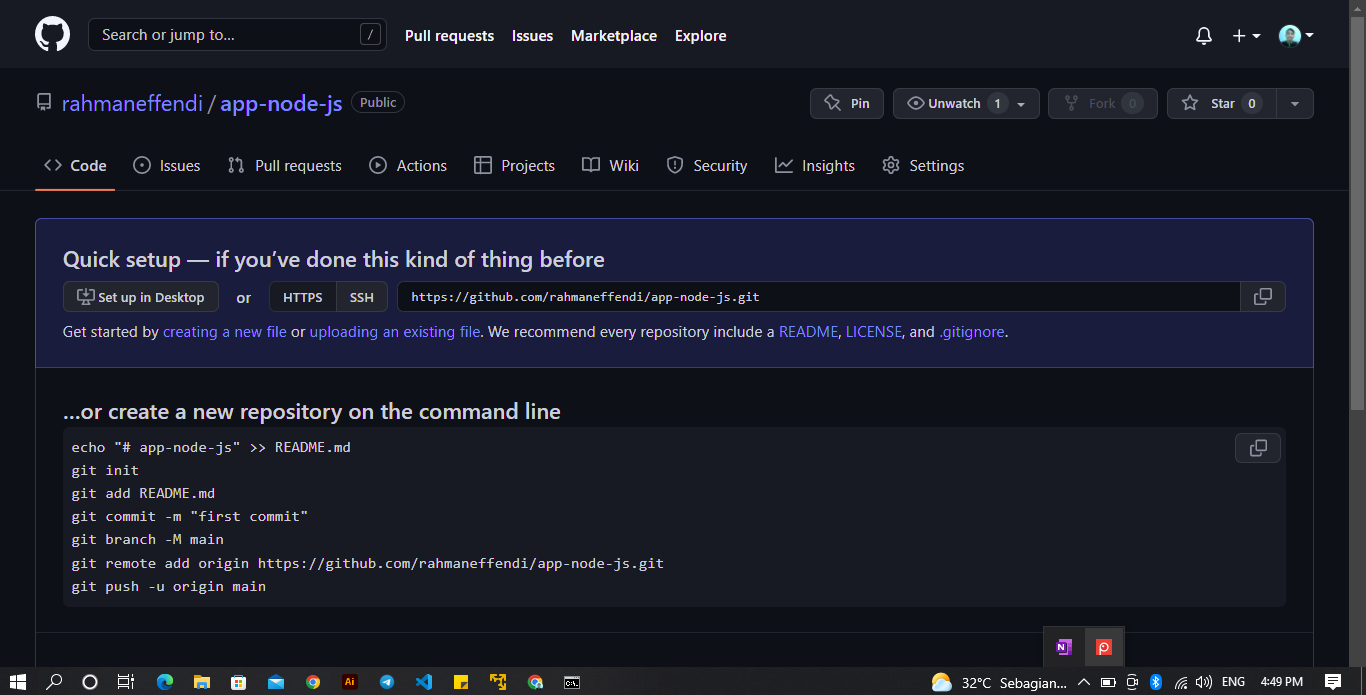 Search or jump to... /
Pull requests Issues Marketplace Explore
rahmaneffendi / app-node-js Public
Pin Unwatch 1 Fork 0 Star 0
Code Issues Pull requests Actions Projects Wiki Security Insights Settings
Quick setup — if you’ve done this kind of thing before
Set up in Desktop or HTTPS SSH https://github.com/rahmaneffendi/app-node-js.git
Get started by creating a new file or uploading an existing file. We recommend every repository include a README, LICENSE, and .gitignore.
…or create a new repository on the command line
echo "# app-node-js" >> README.md
git init
git add README.md
git commit -m "first commit"
git branch -M main
git remote add origin https://github.com/rahmaneffendi/app-node-js.git
git push -u origin main
N
Ai
32°C Sebagian... ENG 4:49 PM